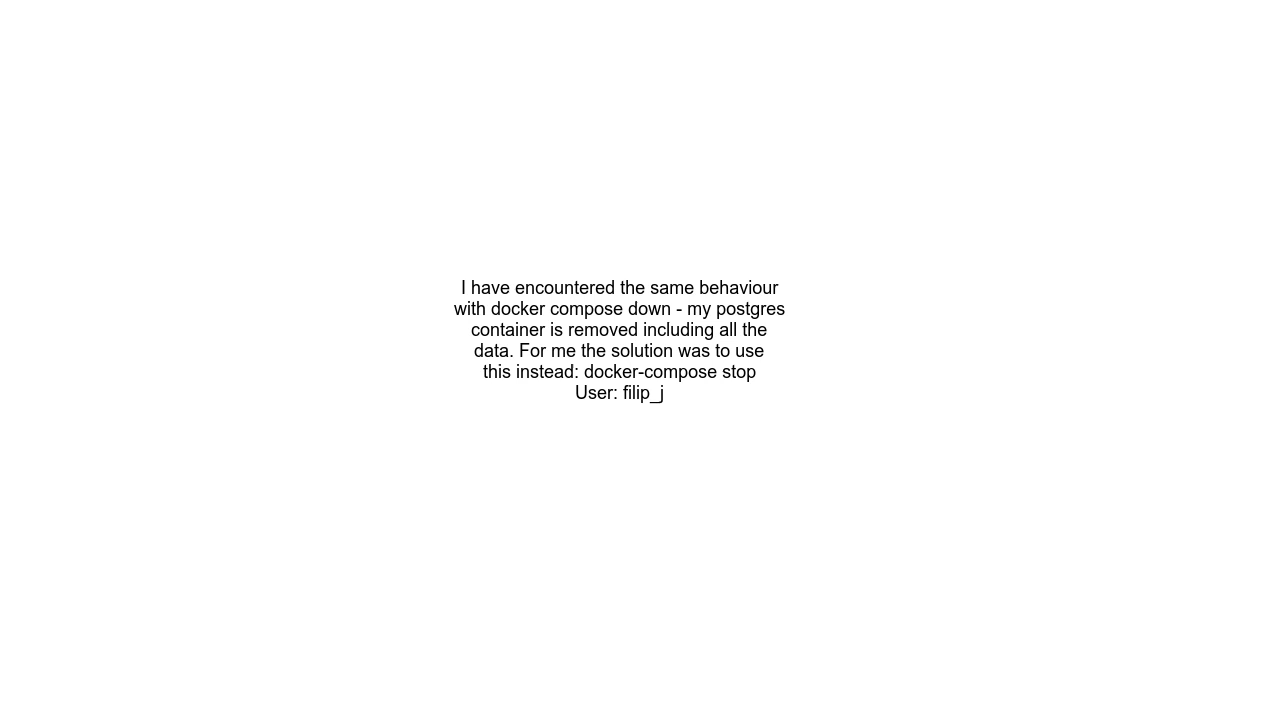 I have encountered the same behaviour
with docker compose down - my postgres
container is removed including all the
data. For me the solution was to use
this instead: docker-compose stop
User: filip_j